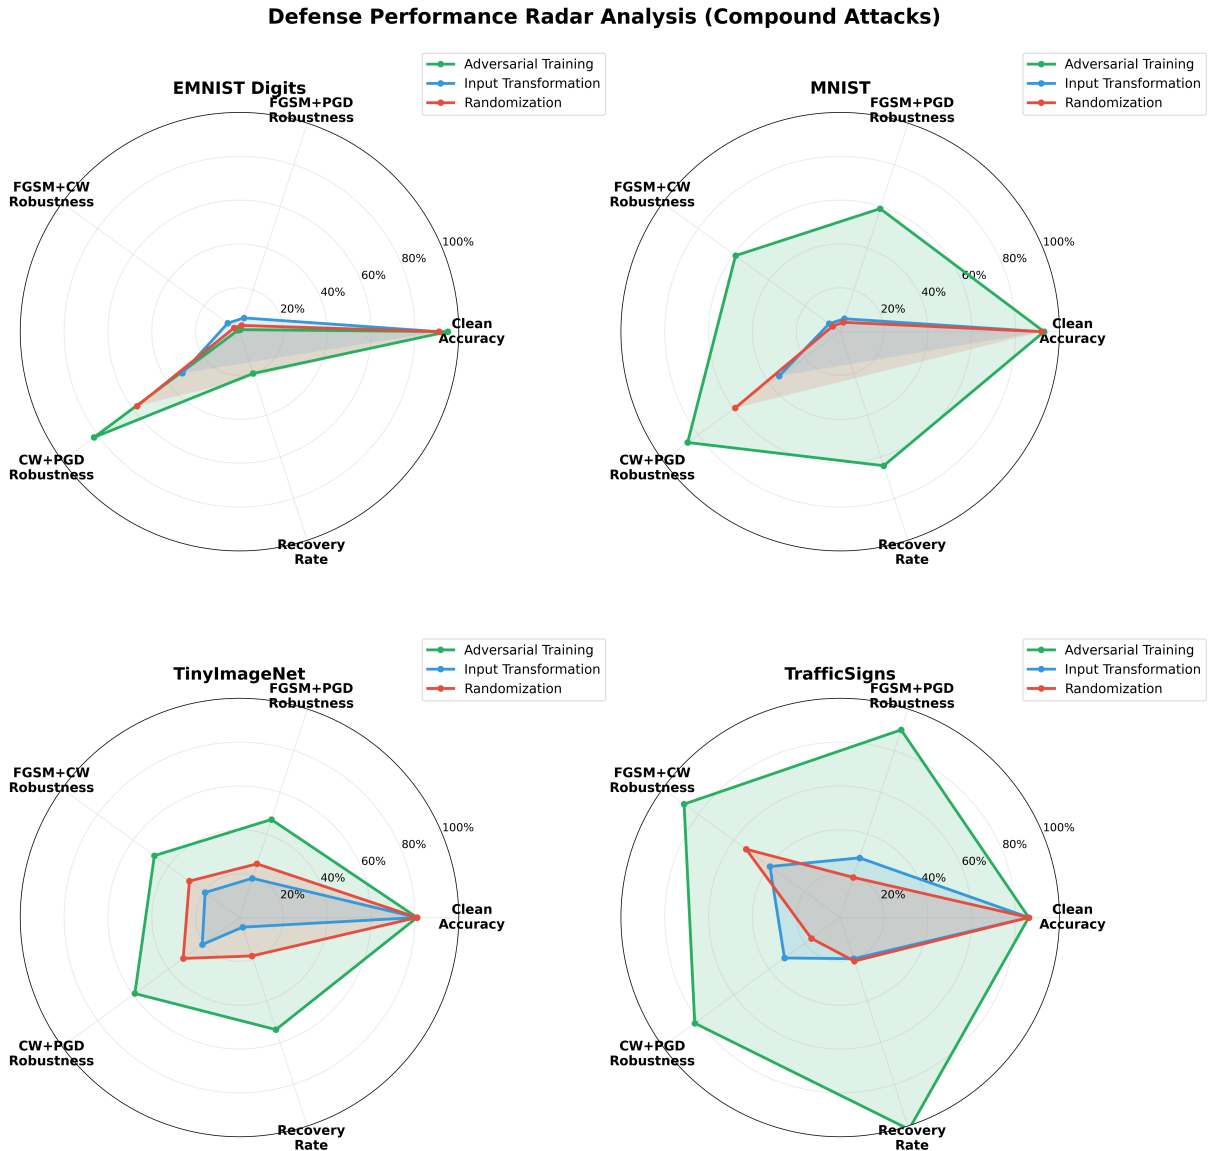 Defense Performance Radar Analysis (Compound Attacks)
EMNIST Digits
Adversarial Training
Input Transformation
Randomization
FGSM+PGD
Robustness
FGSM+CW
Robustness
100%
80%
60%
40%
20%
Clean
Accuracy
CW+PGD
Robustness
Recovery
Rate
MNIST
Adversarial Training
Input Transformation
Randomization
FGSM+PGD
Robustness
FGSM+CW
Robustness
100%
80%
60%
40%
20%
Clean
Accuracy
CW+PGD
Robustness
Recovery
Rate
TinyImageNet
Adversarial Training
Input Transformation
Randomization
FGSM+PGD
Robustness
FGSM+CW
Robustness
100%
80%
60%
40%
20%
Clean
Accuracy
CW+PGD
Robustness
Recovery
Rate
TrafficSigns
Adversarial Training
Input Transformation
Randomization
FGSM+PGD
Robustness
FGSM+CW
Robustness
100%
80%
60%
40%
20%
Clean
Accuracy
CW+PGD
Robustness
Recovery
Rate